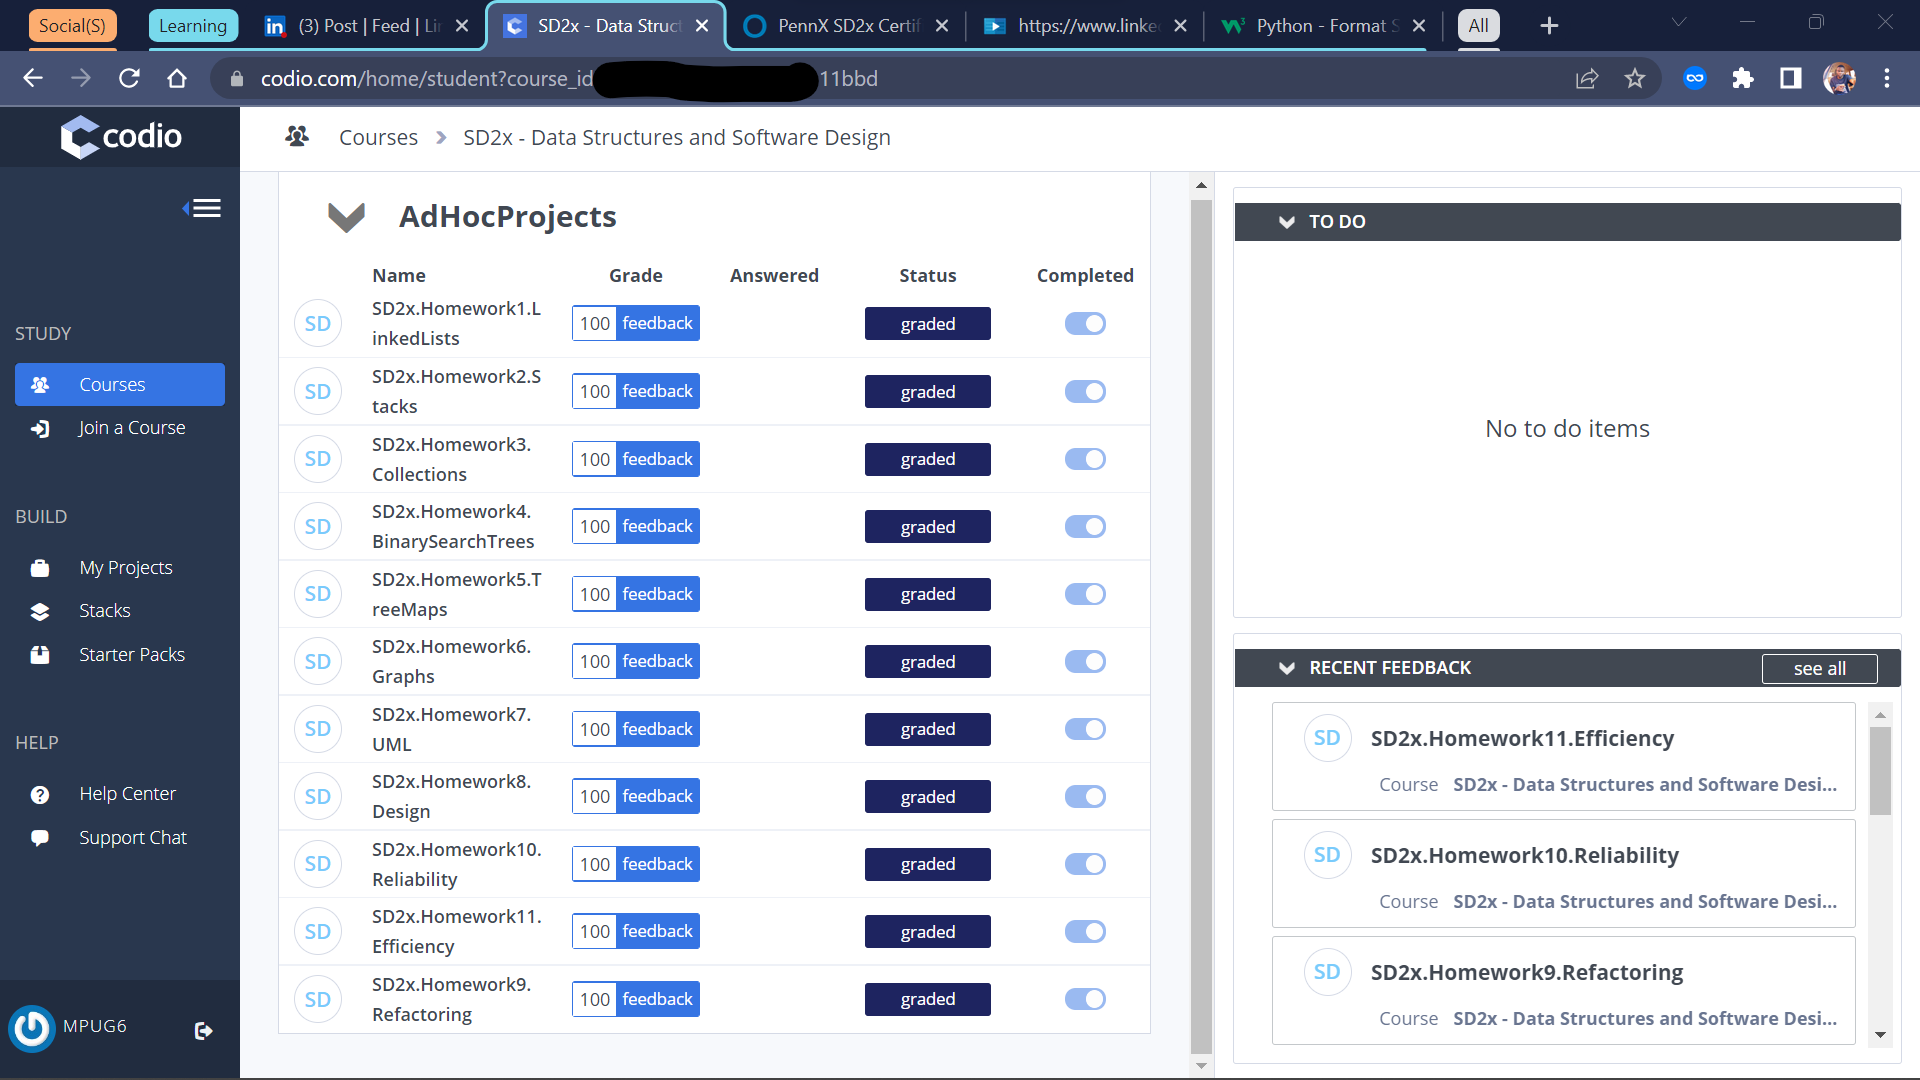 Social(S)
Learning
(3) Post | Feed | Li
SD2x - Data Struct
PennX SD2x Certif
https://www.linke
Python - Format S
All
codio.com/home/student?course_id
11bbd
codio
Courses
SD2x - Data Structures and Software Design
STUDY
Courses
Join a Course
BUILD
My Projects
Stacks
Starter Packs
HELP
Help Center
Support Chat
MPUG6
AdHocProjects
Name Grade Answered Status Completed
SD SD2x.Homework1.L
inkedLists
100 feedback graded
SD SD2x.Homework2.S
tacks
100 feedback graded
SD SD2x.Homework3.
Collections
100 feedback graded
SD SD2x.Homework4.
BinarySearchTrees
100 feedback graded
SD SD2x.Homework5.T
reeMaps
100 feedback graded
SD SD2x.Homework6.
Graphs
100 feedback graded
SD SD2x.Homework7.
UML
100 feedback graded
SD SD2x.Homework8.
Design
100 feedback graded
SD SD2x.Homework10.
Reliability
100 feedback graded
SD SD2x.Homework11.
Efficiency
100 feedback graded
SD SD2x.Homework9.
Refactoring
100 feedback graded
TO DO
No to do items
RECENT FEEDBACK
see all
SD SD2x.Homework11.Efficiency
Course SD2x - Data Structures and Software Desi...
SD SD2x.Homework10.Reliability
Course SD2x - Data Structures and Software Desi...
SD SD2x.Homework9.Refactoring
Course SD2x - Data Structures and Software Desi...